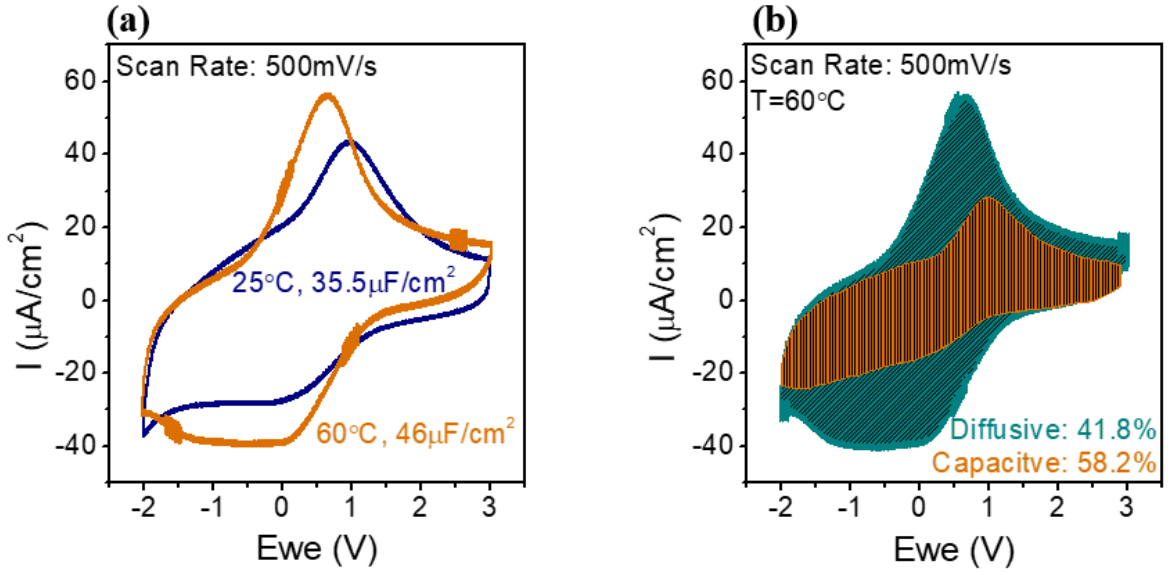 (a)
Scan Rate: 500mV/s
60
40
20
0
-20
-40
I (μA/cm²)
25°C, 35.5μF/cm²
60°C, 46μF/cm²
-2 -1 0 1 2 3
Ewe (V)
(b)
Scan Rate: 500mV/s
T=60°C
60
40
20
0
-20
-40
I (μA/cm²)
Diffusive: 41.8%
Capacitve: 58.2%
-2 -1 0 1 2 3
Ewe (V)